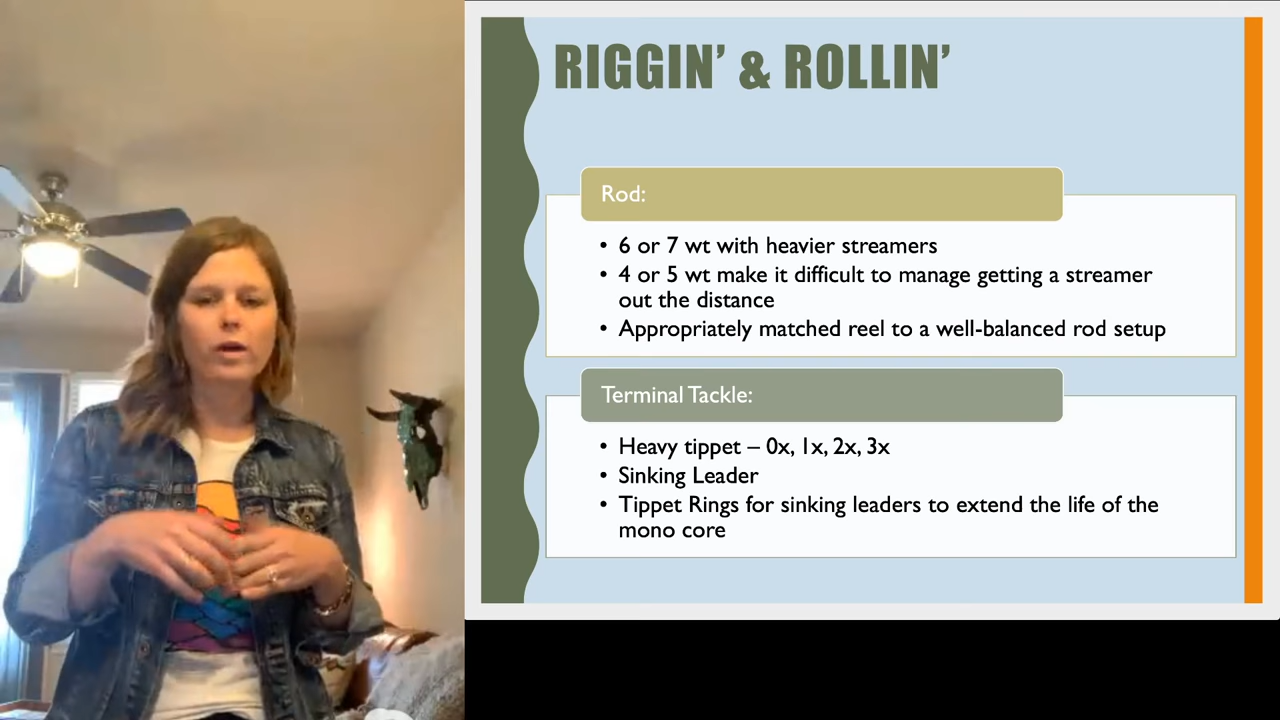 RIGGIN’ & ROLLIN’
Rod:
• 6 or 7 wt with heavier streamers
• 4 or 5 wt make it difficult to manage getting a streamer
out the distance
• Appropriately matched reel to a well-balanced rod setup
Terminal Tackle:
• Heavy tippet – 0x, 1x, 2x, 3x
• Sinking Leader
• Tippet Rings for sinking leaders to extend the life of the
mono core